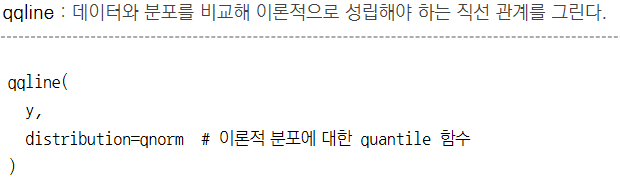 qqline : 데이터와 분포를 비교해 이론적으로 성립해야 하는 직선 관계를 그린다.
qqline(
  y,
  distribution=qnorm  # 이론적 분포에 대한 quantile 함수
)